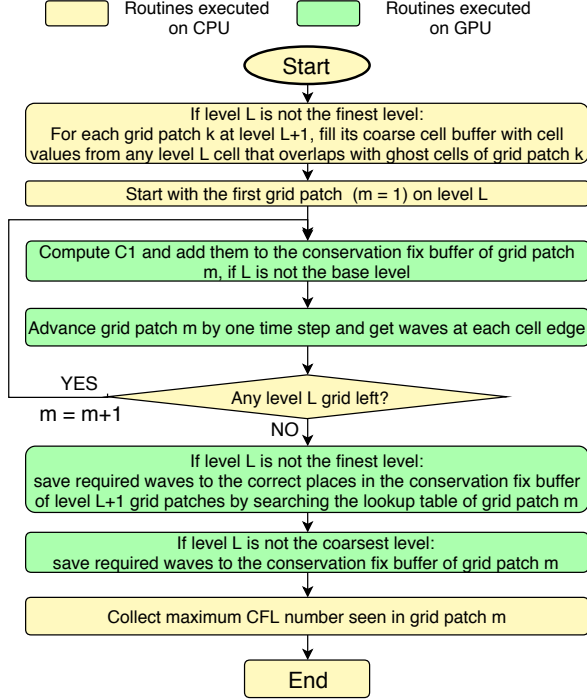 Routines executed
on CPU
Routines executed
on GPU
Start
If level L is not the finest level:
For each grid patch k at level L+1, fill its coarse cell buffer with cell
values from any level L cell that overlaps with ghost cells of grid patch k
Start with the first grid patch (m = 1) on level L
Compute C1 and add them to the conservation fix buffer of grid patch
m, if L is not the base level
Advance grid patch m by one time step and get waves at each cell edge
Any level L grid left?
YES
m = m+1
NO
If level L is not the finest level:
save required waves to the correct places in the conservation fix buffer
of level L+1 grid patches by searching the lookup table of grid patch m
If level L is not the coarsest level:
save required waves to the conservation fix buffer of grid patch m
Collect maximum CFL number seen in grid patch m
End